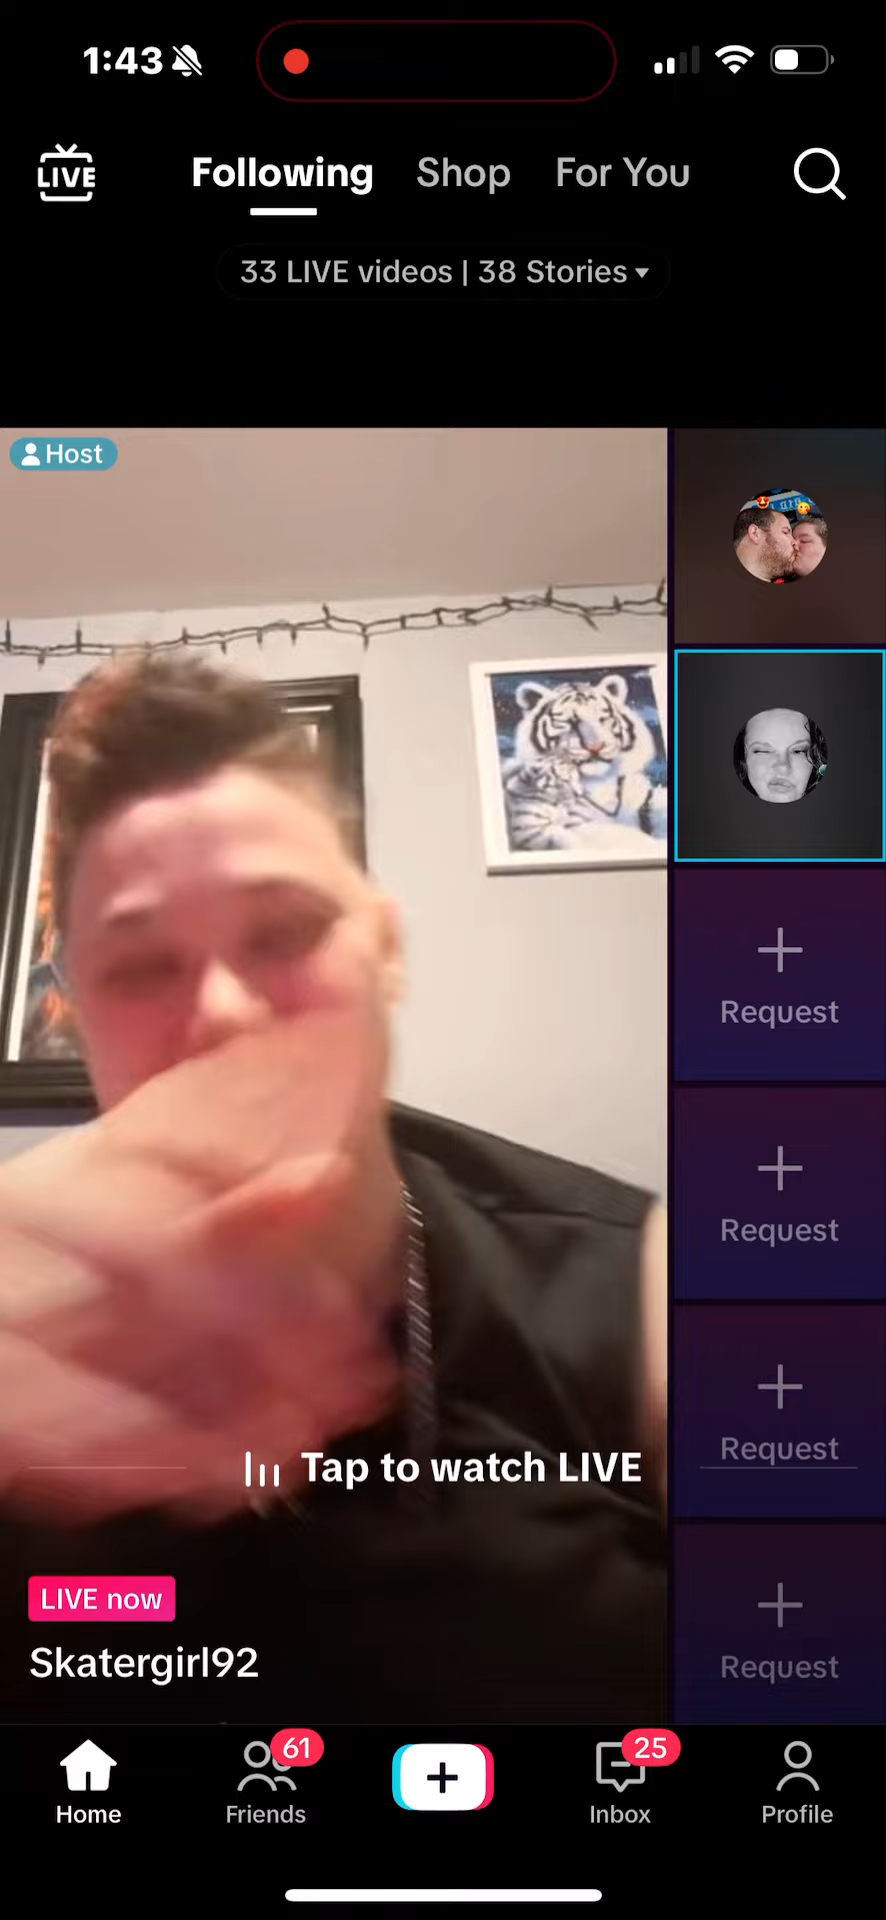 1:43
LIVE
Following
Shop
For You
33 LIVE videos | 38 Stories
Host
Request
Request
Request
Request
Tap to watch LIVE
LIVE now
Skatergirl92
61
25
Home
Friends
Inbox
Profile